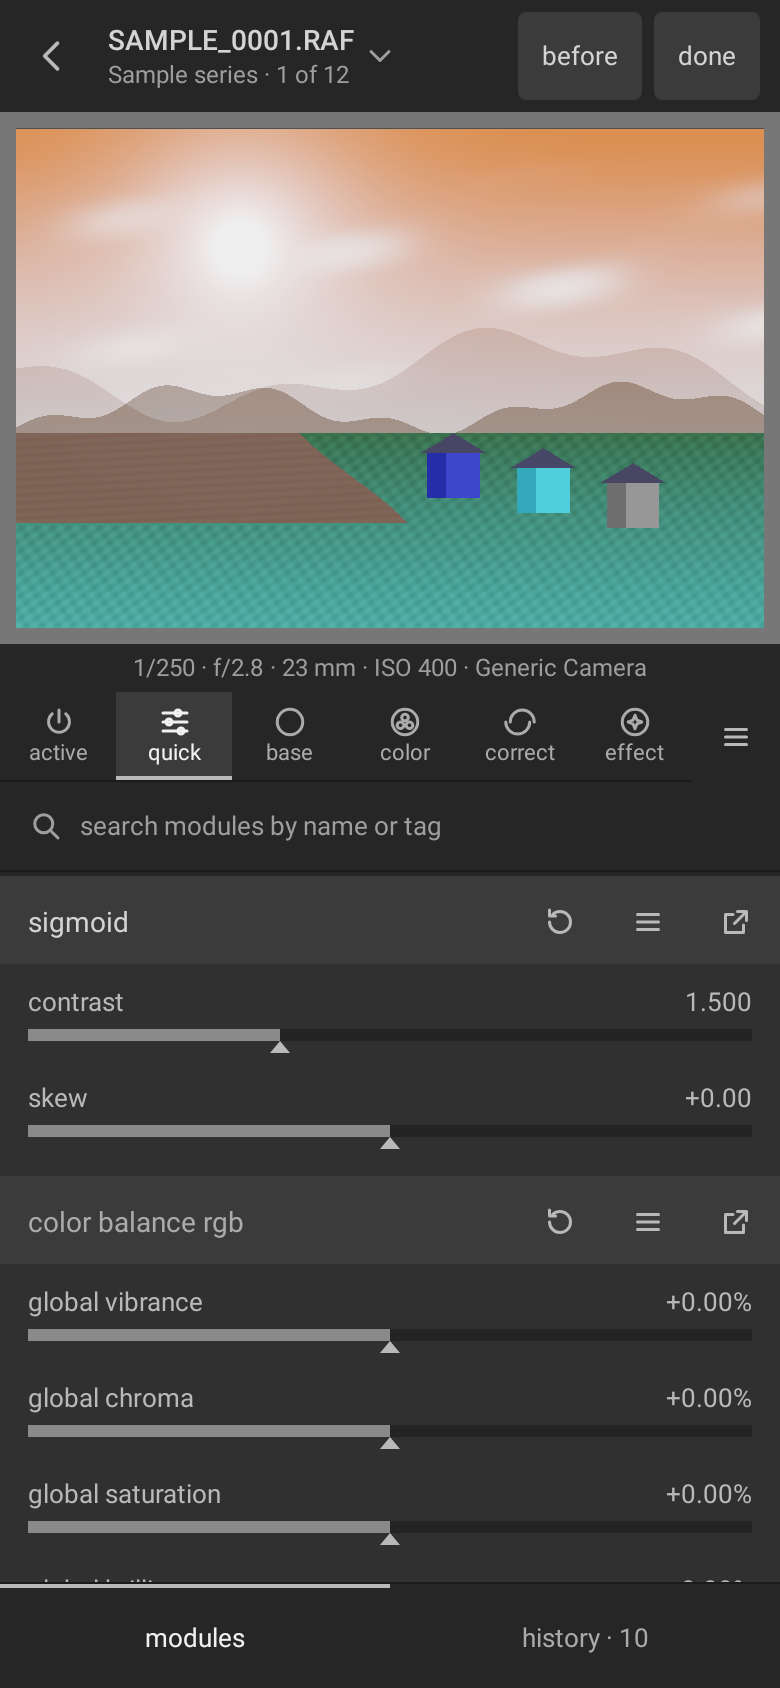 SAMPLE_0001.RAF
Sample series · 1 of 12
before
done
1/250 · f/2.8 · 23 mm · ISO 400 · Generic Camera
active
quick
base
color
correct
effect
search modules by name or tag
sigmoid
contrast 1.500
skew +0.00
color balance rgb
global vibrance +0.00%
global chroma +0.00%
global saturation +0.00%
modules
history · 10